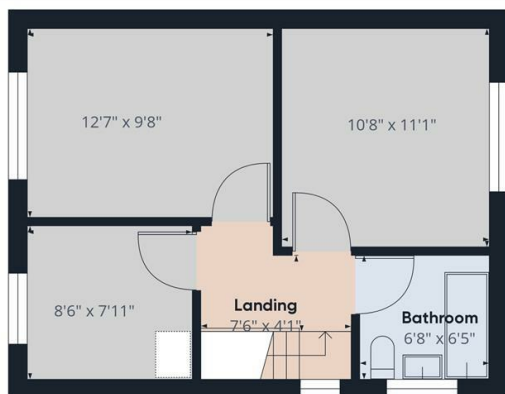 12'7" x 9'8"
10'8" x 11'1"
8'6" x 7'11"
Landing
7'6" x 4'1"
Bathroom
6'8" x 6'5"